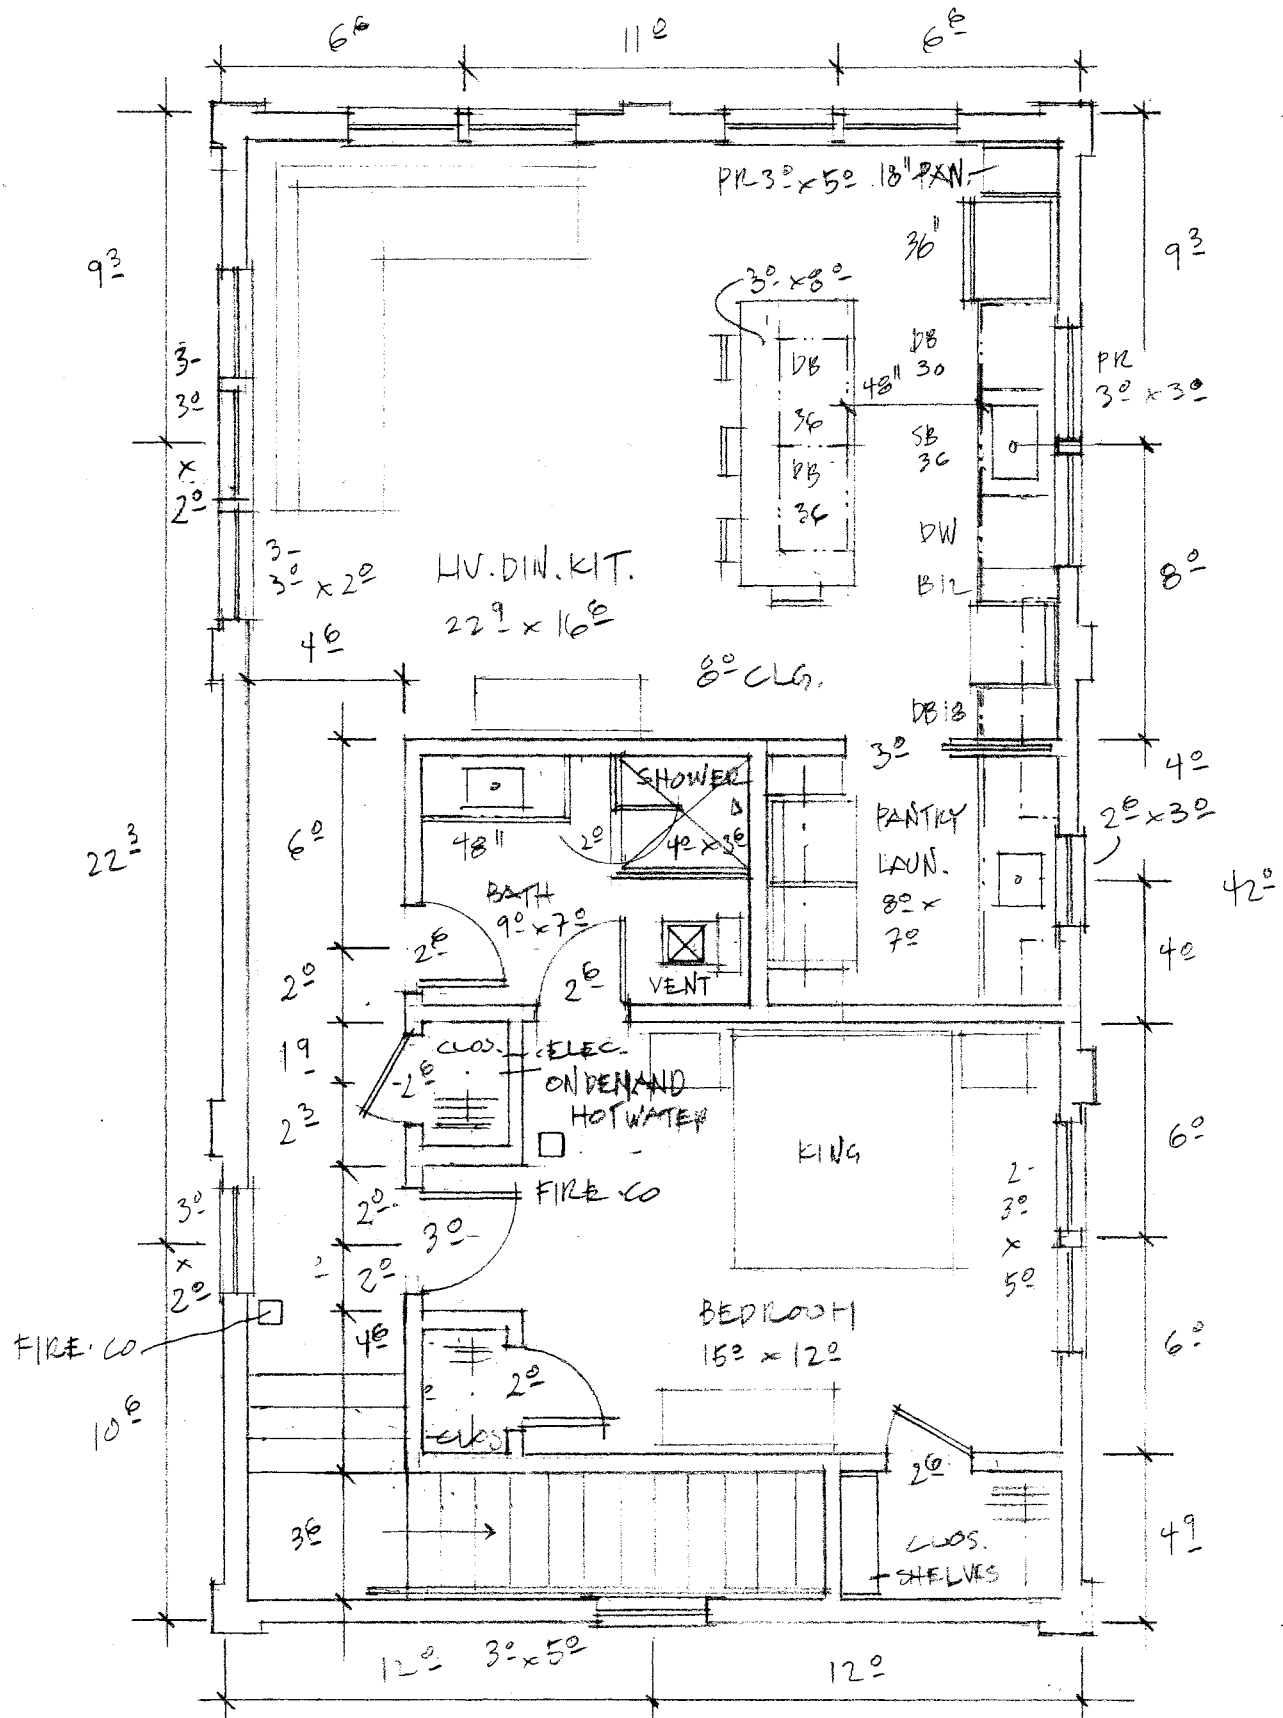 6⁶ 11⁰ 6⁶
PR 3⁰ x 5⁰ 18" PAN.
36"
9³
9³
3⁰ x 8⁰
3-
3⁰
x
2⁰
DB
36
DB
36
48"
DB
30
SB
36
DW
B12
DB18
PR
3⁰ x 3⁰
3-
3⁰ x 2⁰
LIV. DIN. KIT.
22⁹ x 16⁶
8⁰
4⁶
8⁰ CLG.
3⁰
4⁰
22³
6⁰
SHOWER
4⁰ x 3⁶
48"
2⁰
PANTRY
LAUN.
8⁰ x
7⁰
2⁶ x 3⁰
42⁰
BATH
9⁰ x 7⁰
2⁶
2⁶
VENT
4⁰
2⁰
1⁹
2³
CLOS.
2⁶
ELEC.
ON DEMAND
HOT WATER
KING
6⁰
FIRE CO
3⁰
x
2⁰
2⁰
3⁰
2⁰
2-
3⁰
x
5⁰
FIRE. CO
4⁶
BEDROOM
15⁰ x 12⁰
6⁰
2⁰
CLOS
10⁶
2⁶
3⁶
CLOS.
SHELVES
4⁹
12⁰ 3⁰ x 5⁰ 12⁰